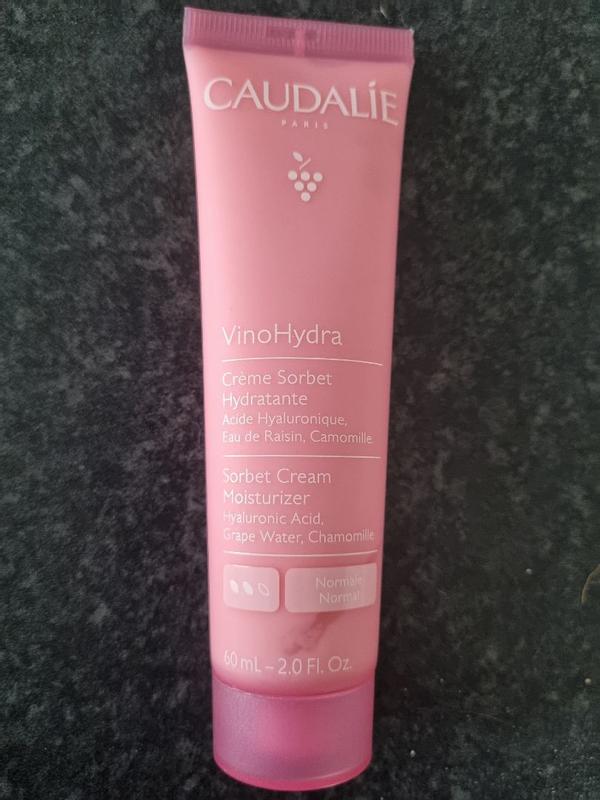 CAUDALÍE
PARIS
VinoHydra
Crème Sorbet
Hydratante
Acide Hyaluronique,
Eau de Raisin, Camomille
Sorbet Cream
Moisturizer
Hyaluronic Acid,
Grape Water, Chamomille
Normale
Normal
60 mL – 2.0 Fl. Oz.